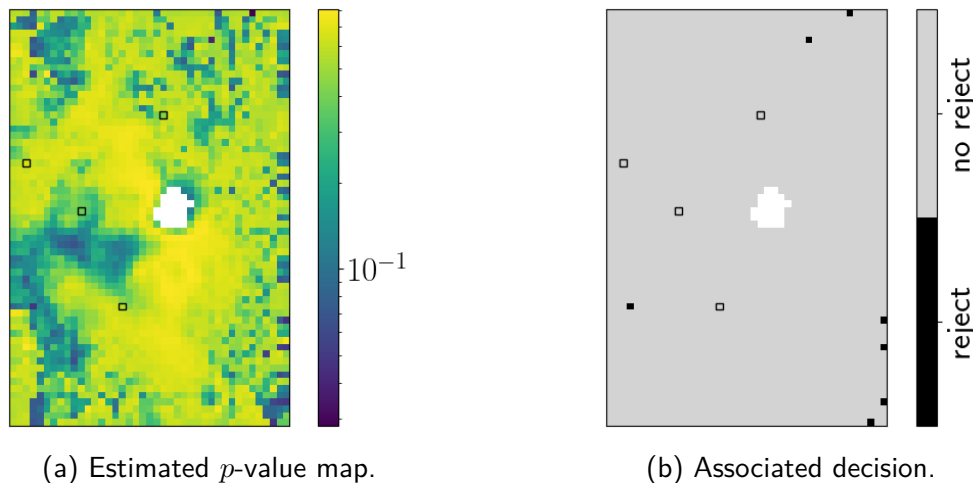 10⁻¹
no reject
reject
(a) Estimated p-value map.
(b) Associated decision.